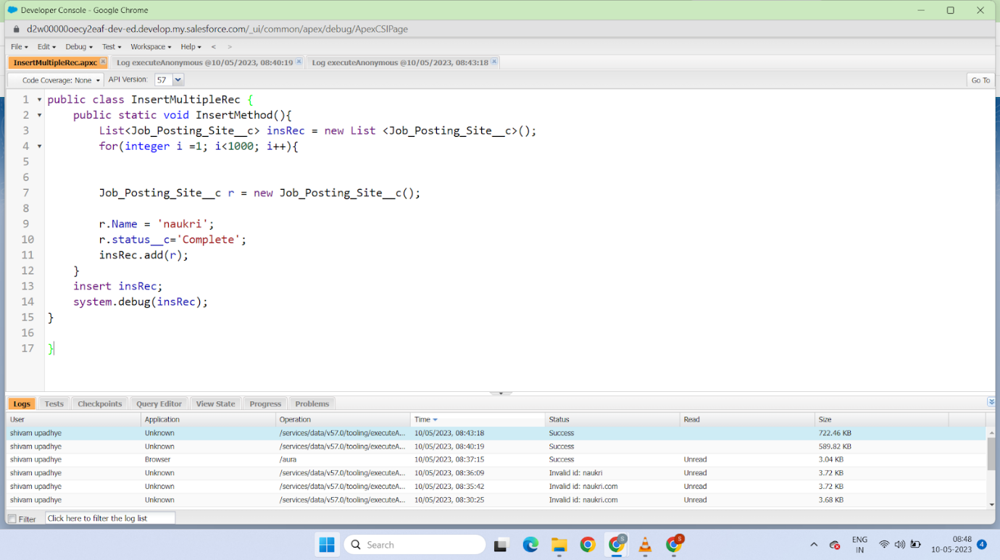 Developer Console - Google Chrome
d2w00000oecy2eaf-dev-ed.develop.my.salesforce.com/_ui/common/apex/debug/ApexCSIPage
File Edit Debug Test Workspace Help < >
InsertMultipleRec.apxc Log executeAnonymous @10/05/2023, 08:40:19 Log executeAnonymous @10/05/2023, 08:43:18
Code Coverage: None API Version: 57 Go To
1 public class InsertMultipleRec {
2 public static void InsertMethod(){
3 List<Job_Posting_Site__c> insRec = new List <Job_Posting_Site__c>();
4 for(integer i =1; i<1000; i++){
5
6
7 Job_Posting_Site__c r = new Job_Posting_Site__c();
8
9 r.Name = 'naukri';
10 r.status__c='Complete';
11 insRec.add(r);
12 }
13 insert insRec;
14 system.debug(insRec);
15 }
16
17 }
Logs Tests Checkpoints Query Editor View State Progress Problems
User Application Operation Time Status Read Size
shivam upadhye Unknown /services/data/v57.0/tooling/executeA... 10/05/2023, 08:43:18 Success 722.46 KB
shivam upadhye Unknown /services/data/v57.0/tooling/executeA... 10/05/2023, 08:40:19 Success 589.82 KB
shivam upadhye Browser /aura 10/05/2023, 08:37:15 Success Unread 3.04 KB
shivam upadhye Unknown /services/data/v57.0/tooling/executeA... 10/05/2023, 08:36:09 Invalid id: naukri Unread 3.72 KB
shivam upadhye Unknown /services/data/v57.0/tooling/executeA... 10/05/2023, 08:35:42 Invalid id: naukri.com Unread 3.72 KB
shivam upadhye Unknown /services/data/v57.0/tooling/executeA... 10/05/2023, 08:30:25 Invalid id: naukri.com Unread 3.68 KB
Filter Click here to filter the log list
Search S S ENG 08:48
IN 10-05-2023 4